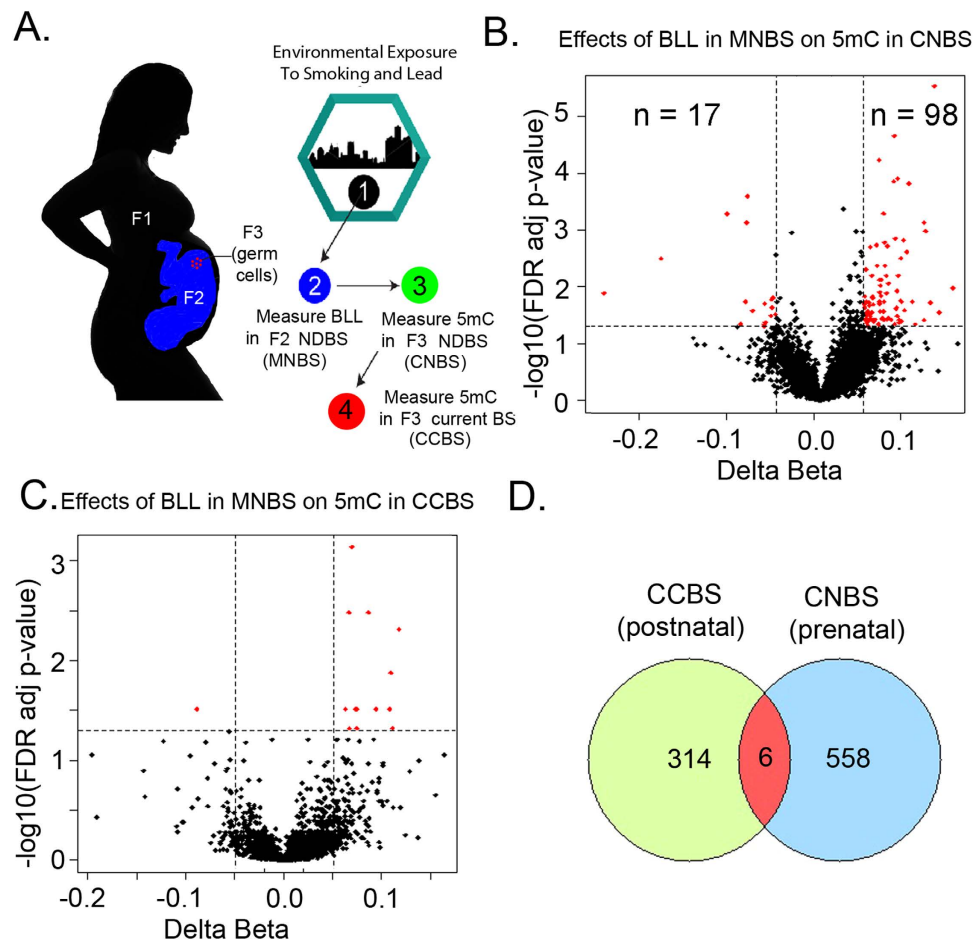 A.
Environmental Exposure
To Smoking and Lead
1
F1
F3
(germ
cells)
F2
2
3
Measure BLL
in F2 NDBS
(MNBS)
Measure 5mC
in F3 NDBS
(CNBS)
4
Measure 5mC
in F3 current BS
(CCBS)
B.
Effects of BLL in MNBS on 5mC in CNBS
n = 17
n = 98
-log10(FDR adj p-value)
5
4
3
2
1
0
-0.2
-0.1
0.0
0.1
Delta Beta
C.
Effects of BLL in MNBS on 5mC in CCBS
-log10(FDR adj p-value)
3
2
1
0
-0.2
-0.1
0.0
0.1
Delta Beta
D.
CCBS
(postnatal)
CNBS
(prenatal)
314
6
558